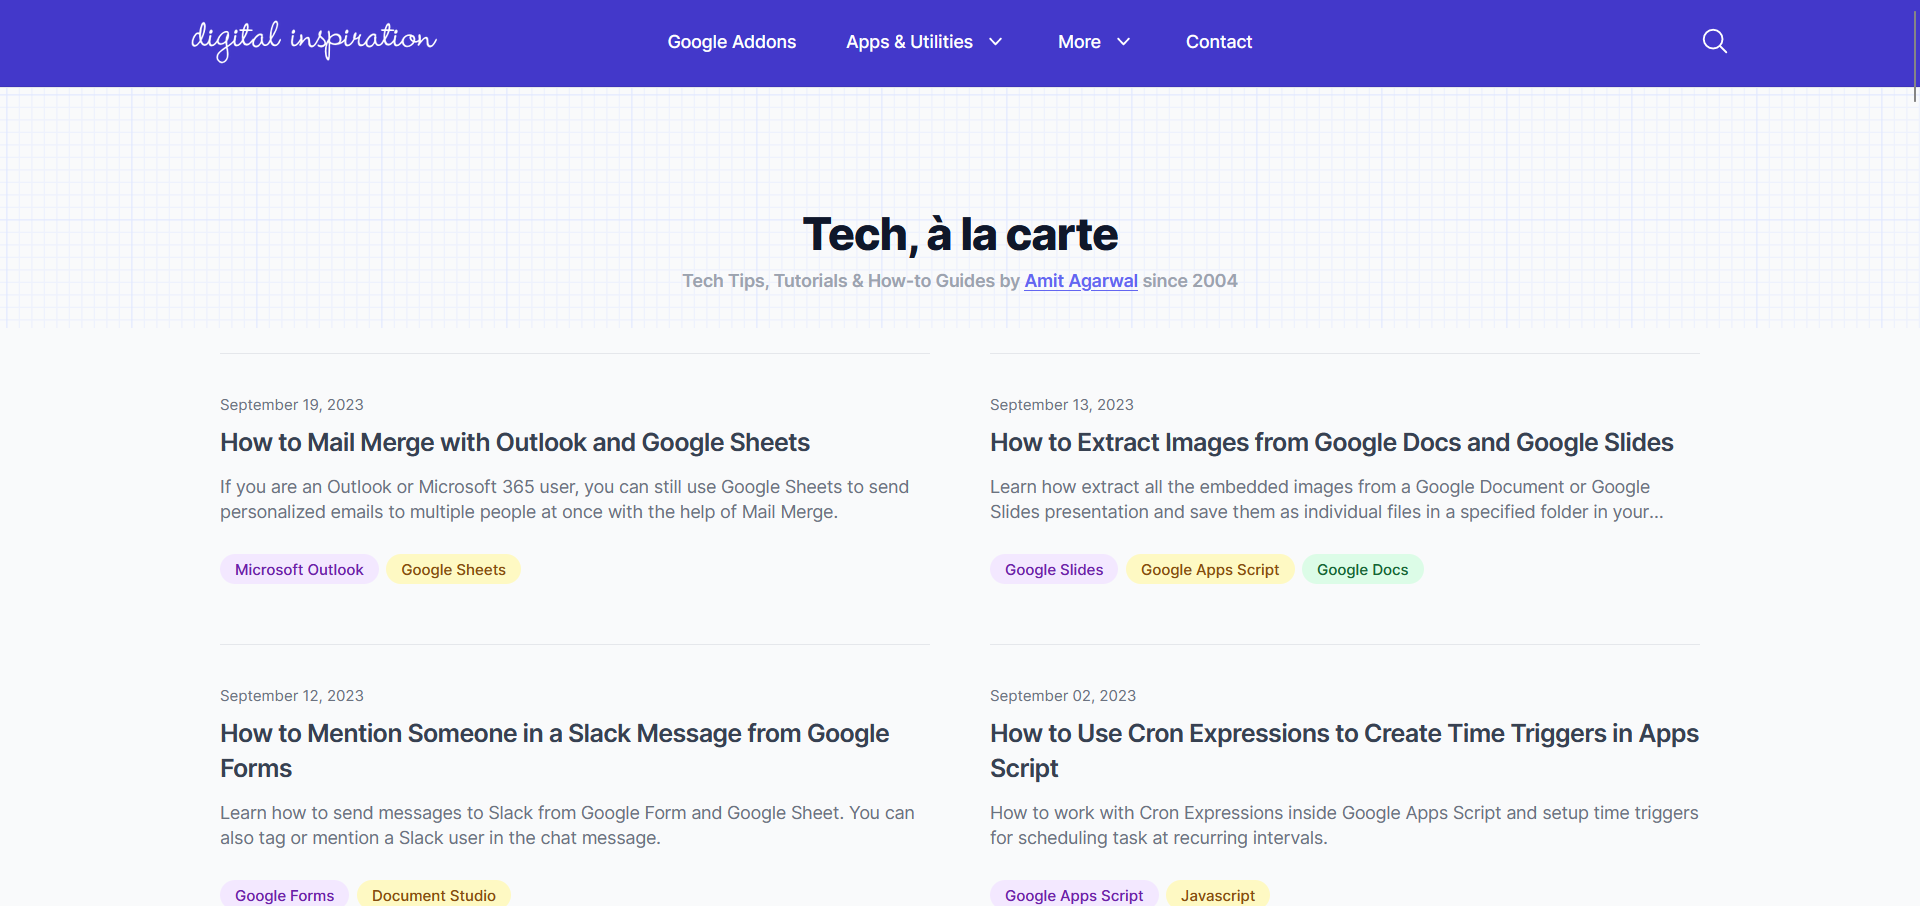 digital inspiration
Google Addons
Apps & Utilities
More
Contact
Tech, à la carte
Tech Tips, Tutorials & How-to Guides by Amit Agarwal since 2004
September 19, 2023
How to Mail Merge with Outlook and Google Sheets
If you are an Outlook or Microsoft 365 user, you can still use Google Sheets to send
personalized emails to multiple people at once with the help of Mail Merge.
Microsoft Outlook
Google Sheets
September 13, 2023
How to Extract Images from Google Docs and Google Slides
Learn how extract all the embedded images from a Google Document or Google
Slides presentation and save them as individual files in a specified folder in your...
Google Slides
Google Apps Script
Google Docs
September 12, 2023
How to Mention Someone in a Slack Message from Google
Forms
Learn how to send messages to Slack from Google Form and Google Sheet. You can
also tag or mention a Slack user in the chat message.
Google Forms
Document Studio
September 02, 2023
How to Use Cron Expressions to Create Time Triggers in Apps
Script
How to work with Cron Expressions inside Google Apps Script and setup time triggers
for scheduling task at recurring intervals.
Google Apps Script
Javascript